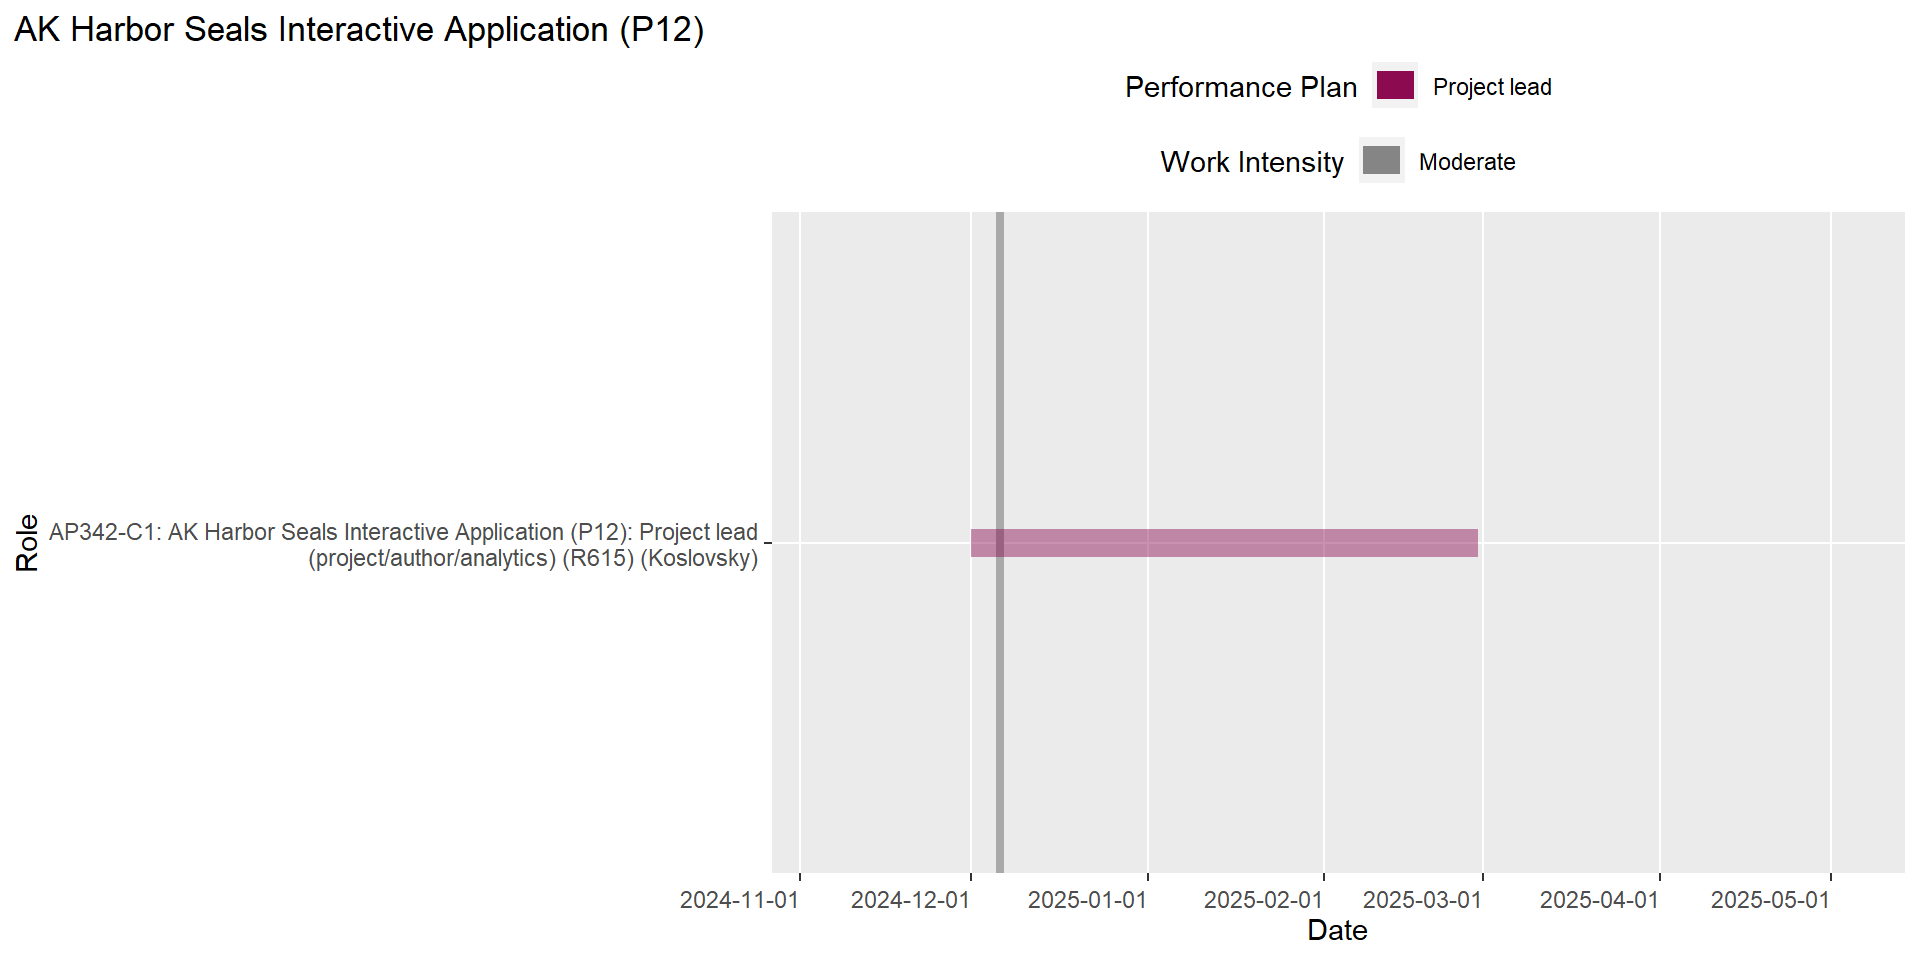 AK Harbor Seals Interactive Application (P12)
Performance Plan Project lead
Work Intensity Moderate
Role
AP342-C1: AK Harbor Seals Interactive Application (P12): Project lead
(project/author/analytics) (R615) (Koslovsky)
2024-11-01 2024-12-01 2025-01-01 2025-02-01 2025-03-01 2025-04-01 2025-05-01
Date